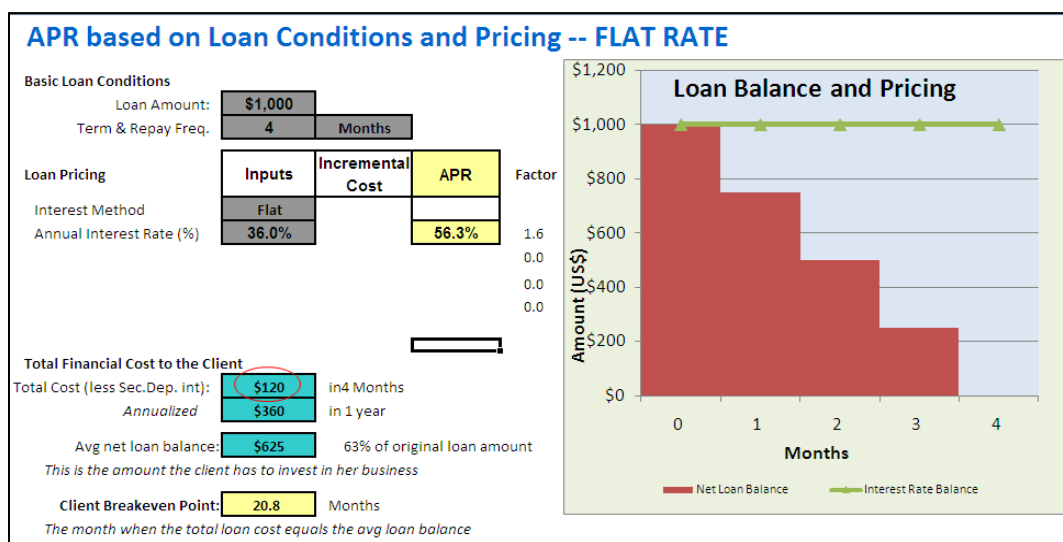 APR based on Loan Conditions and Pricing -- FLAT RATE
Basic Loan Conditions
Loan Amount: $1,000
Term & Repay Freq. 4 Months
Loan Pricing Inputs Incremental Cost APR Factor
Interest Method Flat
Annual Interest Rate (%) 36.0% 56.3% 1.6
0.0
0.0
0.0
Total Financial Cost to the Client
Total Cost (less Sec.Dep. int): $120 in4 Months
Annualized $360 in 1 year
Avg net loan balance: $625 63% of original loan amount
This is the amount the client has to invest in her business
Client Breakeven Point: 20.8 Months
The month when the total loan cost equals the avg loan balance
Loan Balance and Pricing
Amount (US$)
$1,200
$1,000
$800
$600
$400
$200
$0
0 1 2 3 4
Months
Net Loan Balance Interest Rate Balance